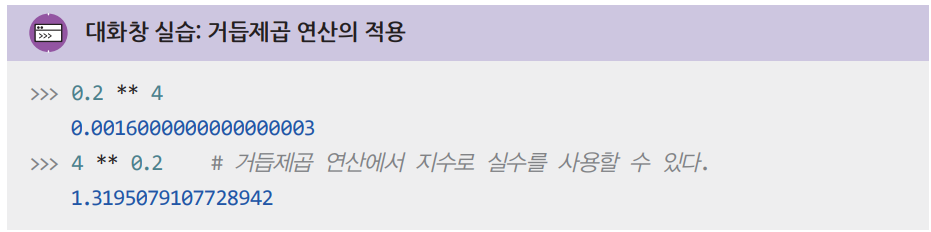 >>>
대화창 실습: 거듭제곱 연산의 적용
>>> 0.2 ** 4
0.0016000000000000003
>>> 4 ** 0.2 # 거듭제곱 연산에서 지수로 실수를 사용할 수 있다.
1.3195079107728942